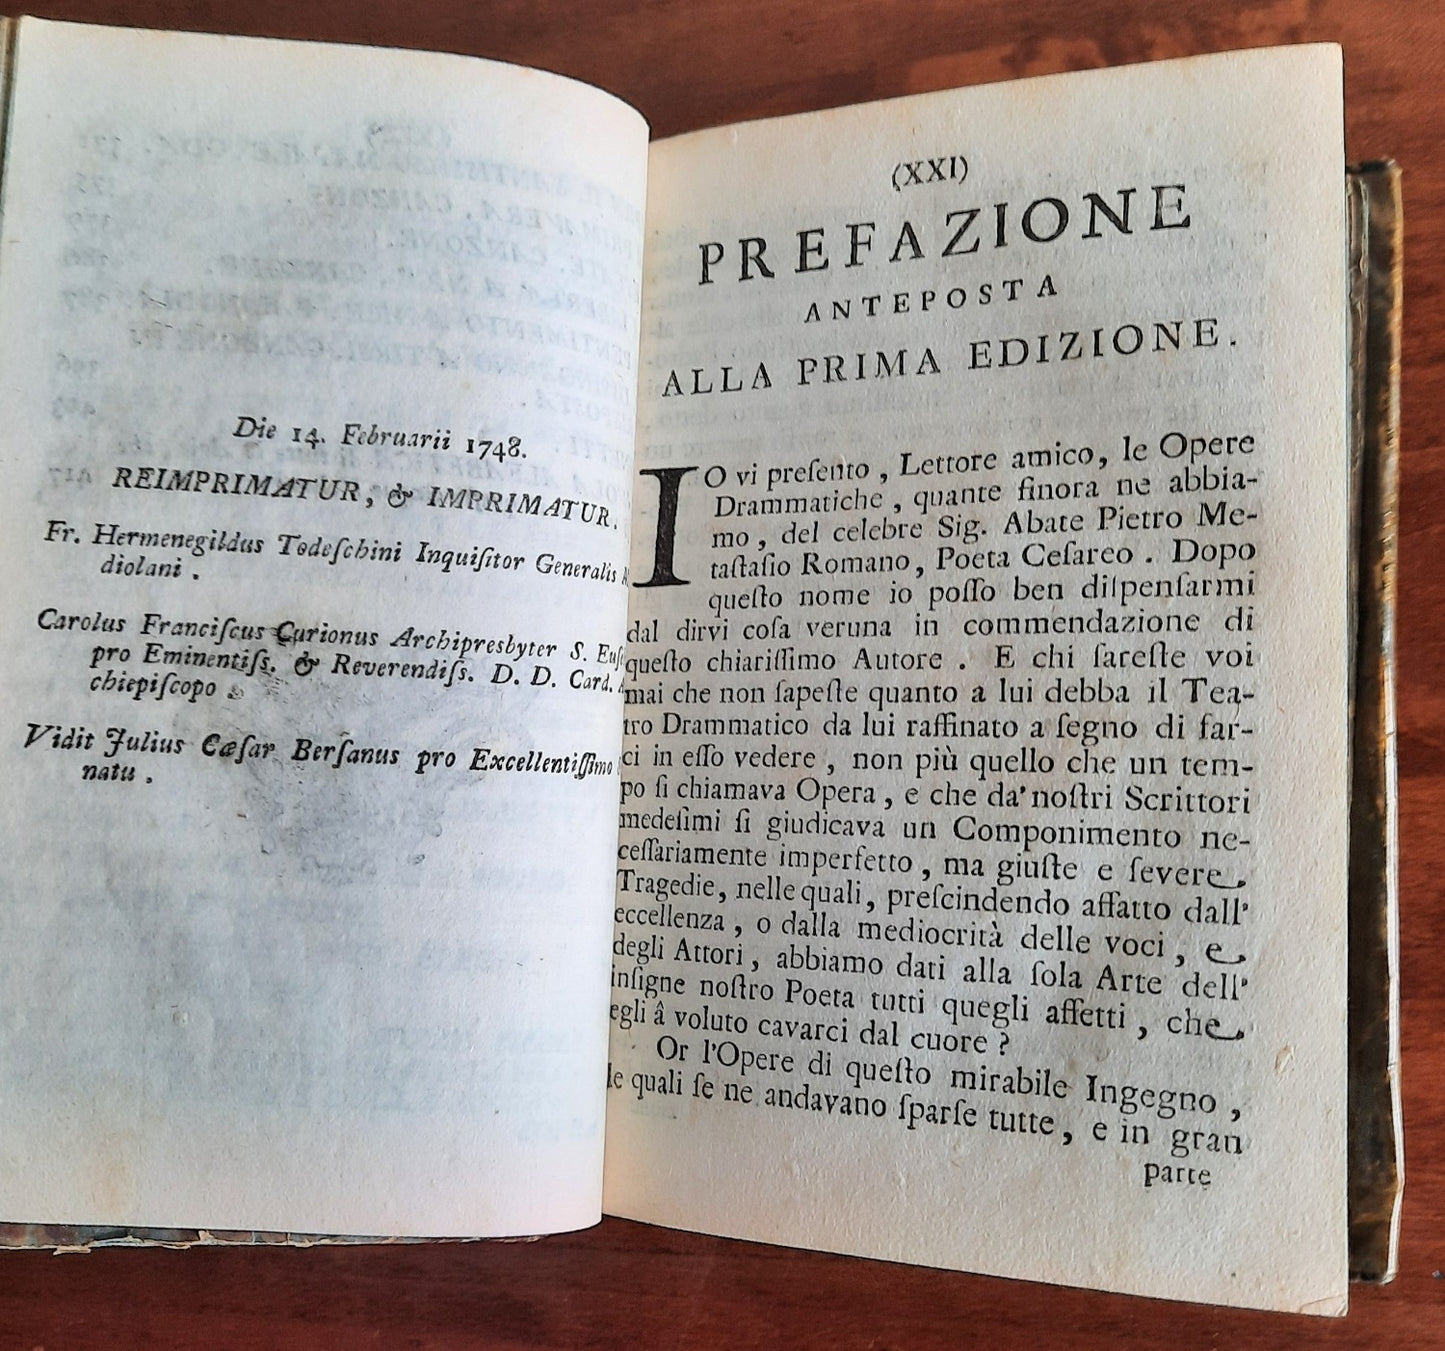 Die 14. Februarii 1748.
REIMPRIMATUR, & IMPRIMATUR.
Fr. Hermenegildus Todeſchini Inquiſitor Generalis
diolani .
Carolus Franciſcus Curionus Archipresbyter S.
pro Eminentiſs. & Reverendiſs. D. D. Card.
chiepiſcopo
Vidit Julius Cæſar Berſanus pro Excellentiſſimo
natu .
(XXI)
PREFAZIONE
ANTEPOSTA
ALLA PRIMA EDIZIONE.
IO vi preſento , Lettore amico, le Opere
Drammatiche , quante finora ne abbia-
mo , del celebre Sig. Abate Pietro Me-
taſtaſio Romano, Poeta Ceſareo . Dopo
queſto nome io poſſo ben diſpenſarmi
dal dirvi coſa veruna in commendazione di
queſto chiariſſimo Autore . E chi ſareſte voi
mai che non ſapeſte quanto a lui debba il Tea-
tro Drammatico da lui raffinato a ſegno di far-
ci in eſſo vedere , non più quello che un tem-
po ſi chiamava Opera , e che da' noſtri Scrittori
medeſimi ſi giudicava un Componimento ne-
ceſſariamente imperfetto , ma giuſte e ſevere
Tragedie, nelle quali, preſcindendo affatto dall'
eccellenza , o dalla mediocrità delle voci , e
degli Attori , abbiamo dati alla ſola Arte dell'
inſigne noſtro Poeta tutti quegli affetti , che
egli â voluto cavarci dal cuore ?
Or l'Opere di queſto mirabile Ingegno ,
le quali ſe ne andavano ſparſe tutte , e in gran
parte